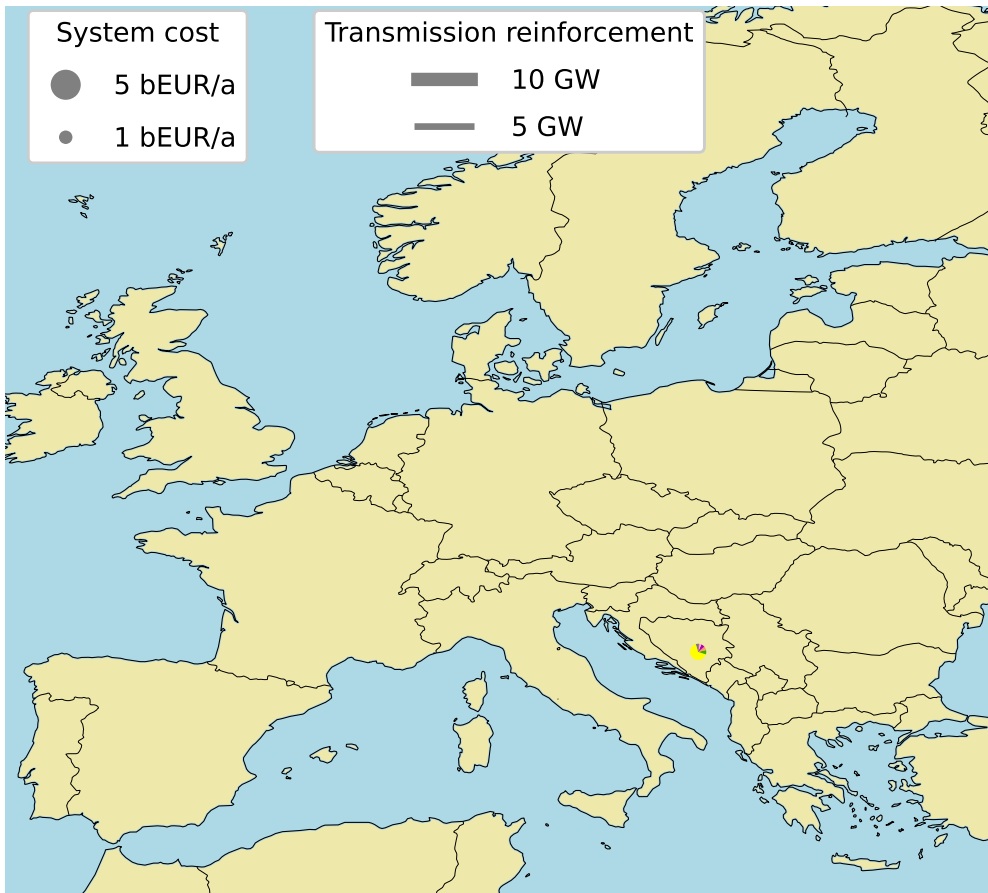 System cost
5 bEUR/a
1 bEUR/a
Transmission reinforcement
10 GW
5 GW